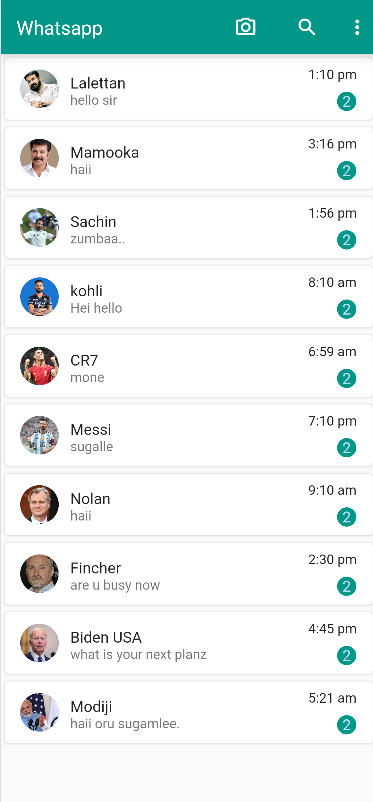 Whatsapp
Lalettan
1:10 pm
hello sir
2
Mamooka
3:16 pm
haii
2
Sachin
1:56 pm
zumbaa..
2
kohli
8:10 am
Hei hello
2
CR7
6:59 am
mone
2
Messi
7:10 pm
sugalle
2
Nolan
9:10 am
haii
2
Fincher
2:30 pm
are u busy now
2
Biden USA
4:45 pm
what is your next planz
2
Modiji
5:21 am
haii oru sugamlee.
2